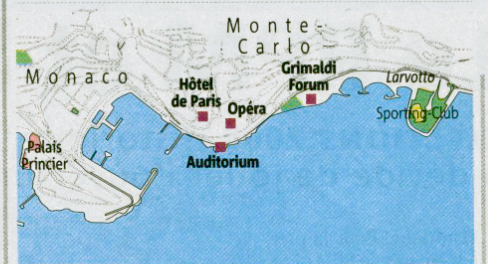 Monte-
Carlo
Monaco
Hôtel
de Paris
Opéra
Grimaldi
Forum
Larvotto
Sporting-Club
Palais
Princier
Auditorium